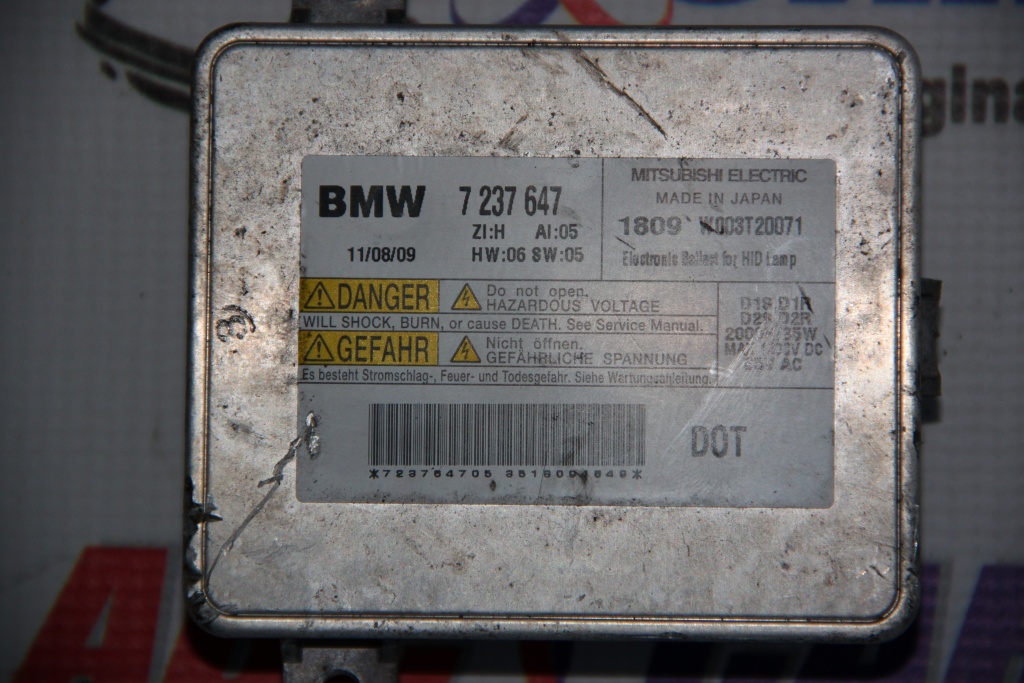 BMW 7 237 647
ZI:H AI:05
11/08/09 HW:06 SW:05
MITSUBISHI ELECTRIC
MADE IN JAPAN
1809 W003T20071
Electronic Ballast for HID Lamp
DANGER
Do not open.
HAZARDOUS VOLTAGE
WILL SHOCK, BURN, or cause DEATH. See Service Manual.
GEFAHR
Nicht öffnen.
GEFÄHRLICHE SPANNUNG
Es besteht Stromschlag-, Feuer- und Todesgefahr. Siehe Wartungsanleitung.
D1S D1R
D2S D2R
35W
DC
AC
DOT